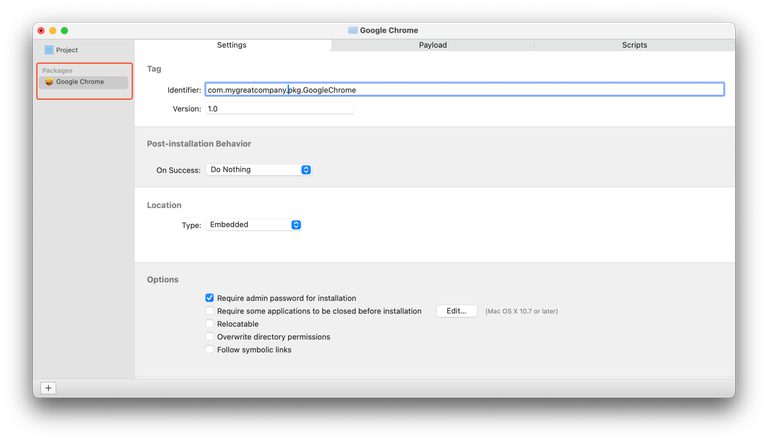 Google Chrome
Project
Packages
Google Chrome
Settings Payload Scripts
Tag
Identifier: com.mygreatcompany.pkg.GoogleChrome
Version: 1.0
Post-installation Behavior
On Success: Do Nothing
Location
Type: Embedded
Options
Require admin password for installation
Require some applications to be closed before installation Edit... (Mac OS X 10.7 or later)
Relocatable
Overwrite directory permissions
Follow symbolic links
+